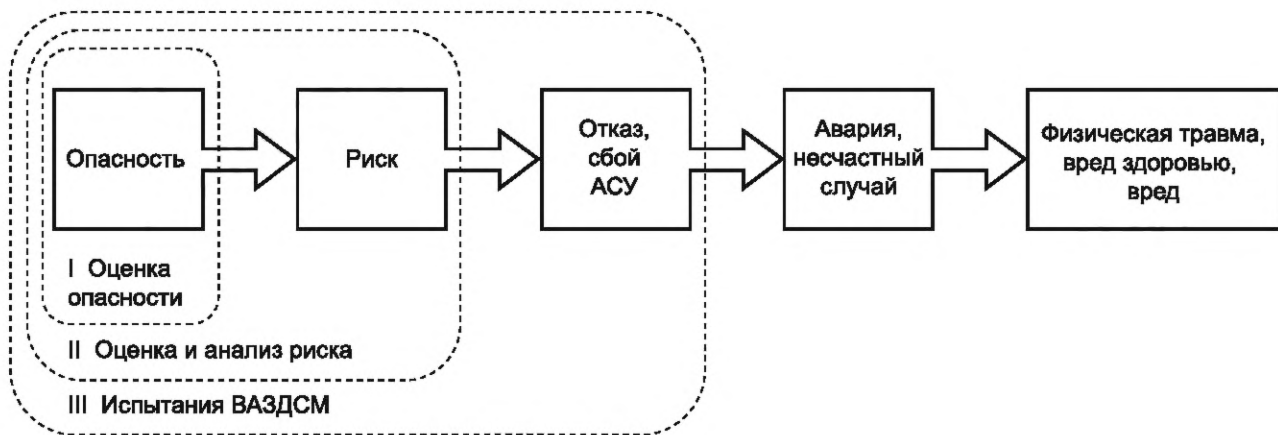 Опасность
Риск
Отказ,
сбой
АСУ
Авария,
несчастный
случай
Физическая травма,
вред здоровью,
вред
I Оценка
опасности
II Оценка и анализ риска
III Испытания ВАЗДСМ